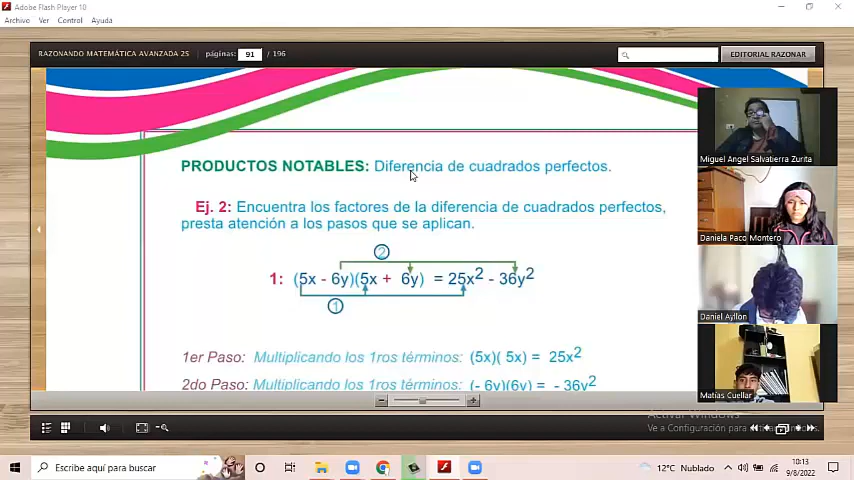 Adobe Flash Player 10
Archivo Ver Control Ayuda
RAZONANDO MATEMÁTICA AVANZADA 25 páginas: 91 / 196 EDITORIAL RAZONAR
PRODUCTOS NOTABLES: Diferencia de cuadrados perfectos.
Ej. 2: Encuentra los factores de la diferencia de cuadrados perfectos,
presta atención a los pasos que se aplican.
2
1: (5x - 6y)(5x + 6y) = 25x² - 36y²
1
1er Paso: Multiplicando los 1ros términos: (5x)( 5x) = 25x²
2do Paso: Multiplicando los 1ros términos: (- 6y)(6y) = - 36y²
Miguel Angel Salvatierra Zurita
Daniela Paco Montero
Daniel Ayllon
Matias Cuellar
Activar Windows
Ve a Configuración para activar Windows.
Escribe aquí para buscar
12°C Nublado
10:13
9/8/2022